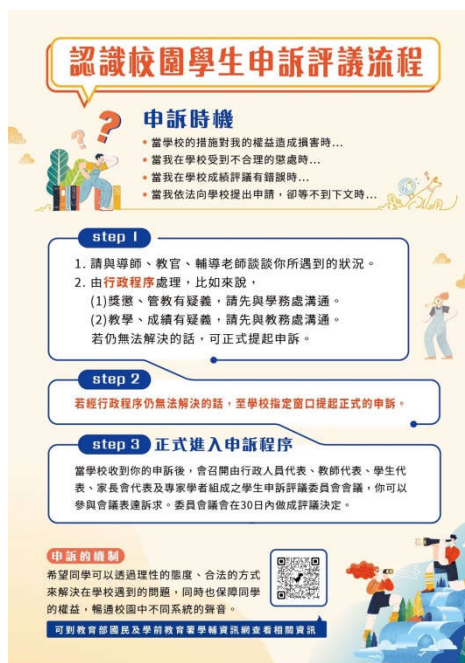 認識校園學生申訴評議流程
申訴時機
• 當學校的措施對我的權益造成損害時...
• 當我在學校受到不合理的懲處時...
• 當我在學校成績評議有錯誤時...
• 當我依法向學校提出申請，卻等不到下文時...
step 1
1. 請與導師、教官、輔導老師談談你所遇到的狀況。
2. 由行政程序處理，比如來說，
(1)獎懲、管教有疑義，請先與學務處溝通。
(2)教學、成績有疑義，請先與教務處溝通。
若仍無法解決的話，可正式提起申訴。
step 2
若經行政程序仍無法解決的話，至學校指定窗口提起正式的申訴。
step 3 正式進入申訴程序
當學校收到你的申訴後，會召開由行政人員代表、教師代表、學生代
表、家長會代表及專家學者組成之學生申訴評議委員會會議，你可以
參與會議表達訴求。委員會議會在30日內做成評議決定。
申訴的機制
希望同學可以透過理性的態度、合法的方式
來解決在學校遇到的問題，同時也保障同學
的權益，暢通校園中不同系統的聲音。
可到教育部國民及學前教育署學輔資訊網查看相關資訊